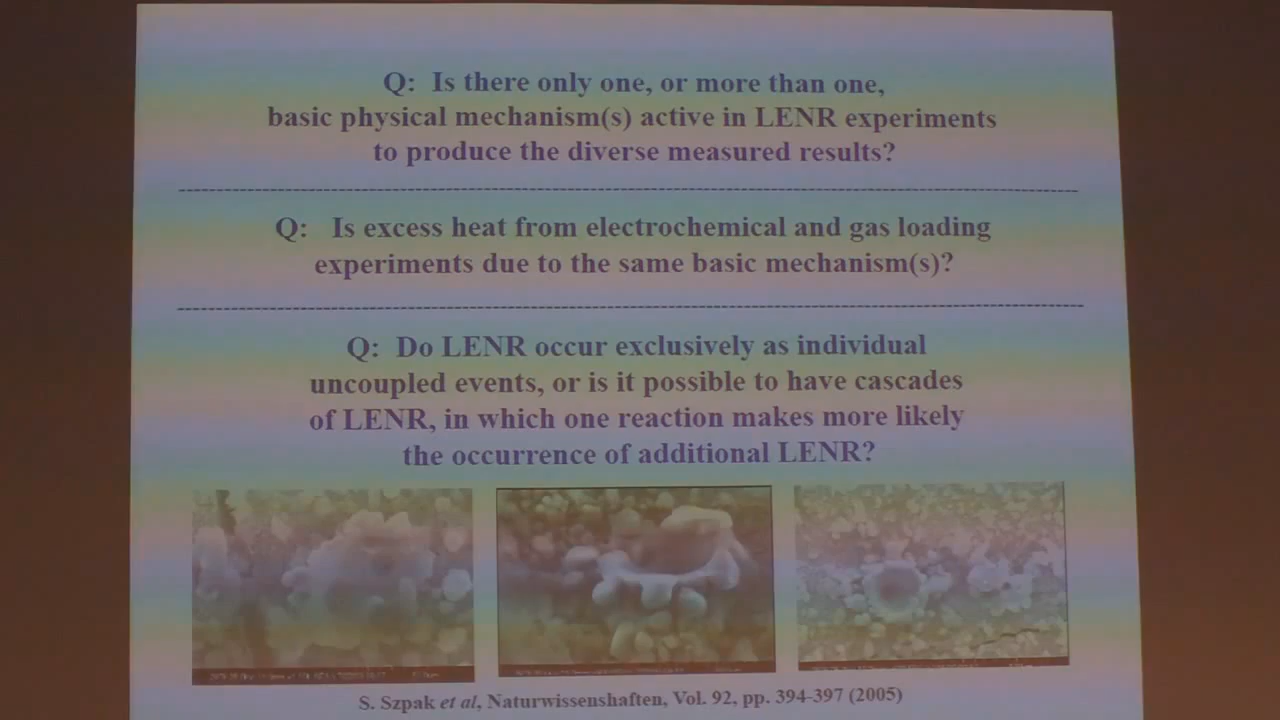 Q: Is there only one, or more than one,
basic physical mechanism(s) active in LENR experiments
to produce the diverse measured results?
Q: Is excess heat from electrochemical and gas loading
experiments due to the same basic mechanism(s)?
Q: Do LENR occur exclusively as individual
uncoupled events, or is it possible to have cascades
of LENR, in which one reaction makes more likely
the occurrence of additional LENR?
S. Szpak et al, Naturwissenshaften, Vol. 92, pp. 394-397 (2005)